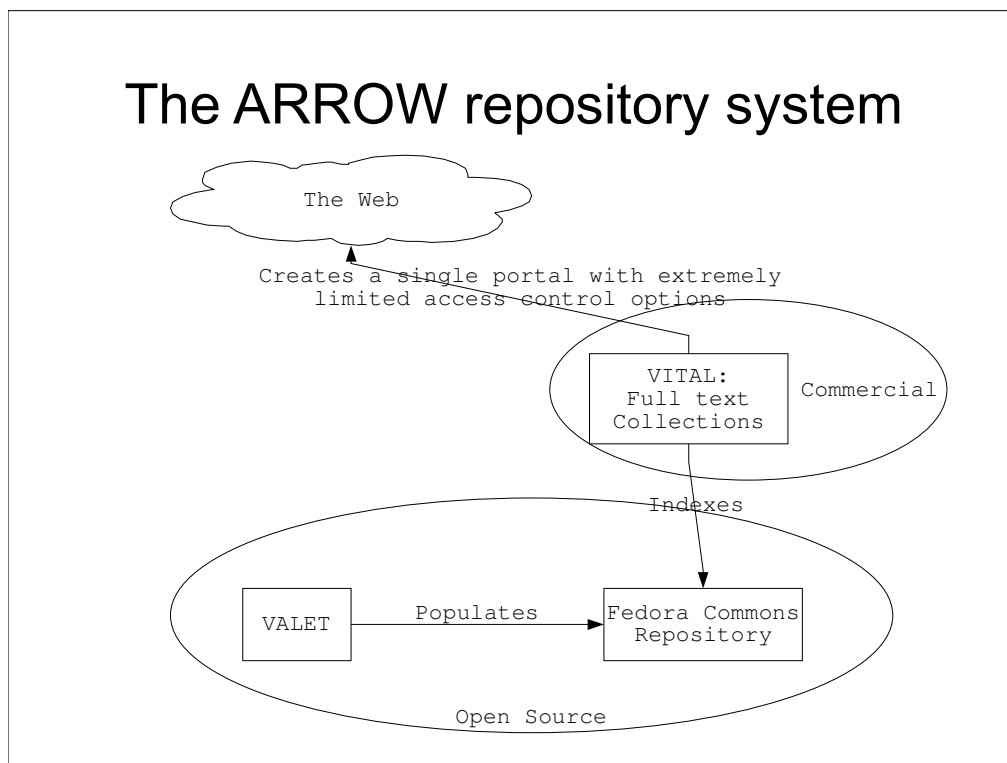 The ARROW repository system
The Web
Creates a single portal with extremely
limited access control options
VITAL:
Full text
Collections
Commercial
Indexes
VALET
Populates
Fedora Commons
Repository
Open Source